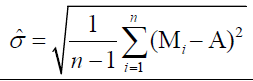 σ̂ = √(1/(n-1) ∑_{i=1}^{n} (M_i - A)²)